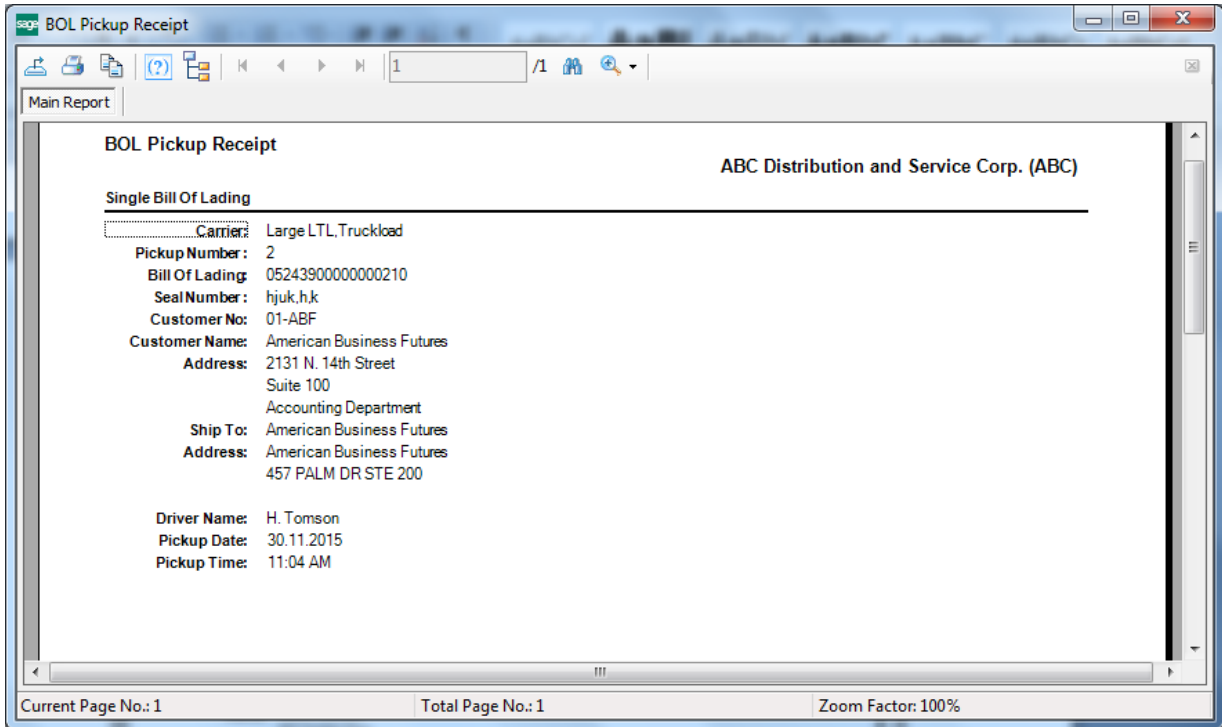 sage BOL Pickup Receipt
1 /1
Main Report
BOL Pickup Receipt
ABC Distribution and Service Corp. (ABC)
Single Bill Of Lading
Carrier: Large LTL,Truckload
Pickup Number: 2
Bill Of Lading: 05243900000000210
Seal Number: hjuk,h,k
Customer No: 01-ABF
Customer Name: American Business Futures
Address: 2131 N. 14th Street
Suite 100
Accounting Department
Ship To: American Business Futures
Address: American Business Futures
457 PALM DR STE 200
Driver Name: H. Tomson
Pickup Date: 30.11.2015
Pickup Time: 11:04 AM
Current Page No.: 1 Total Page No.: 1 Zoom Factor: 100%